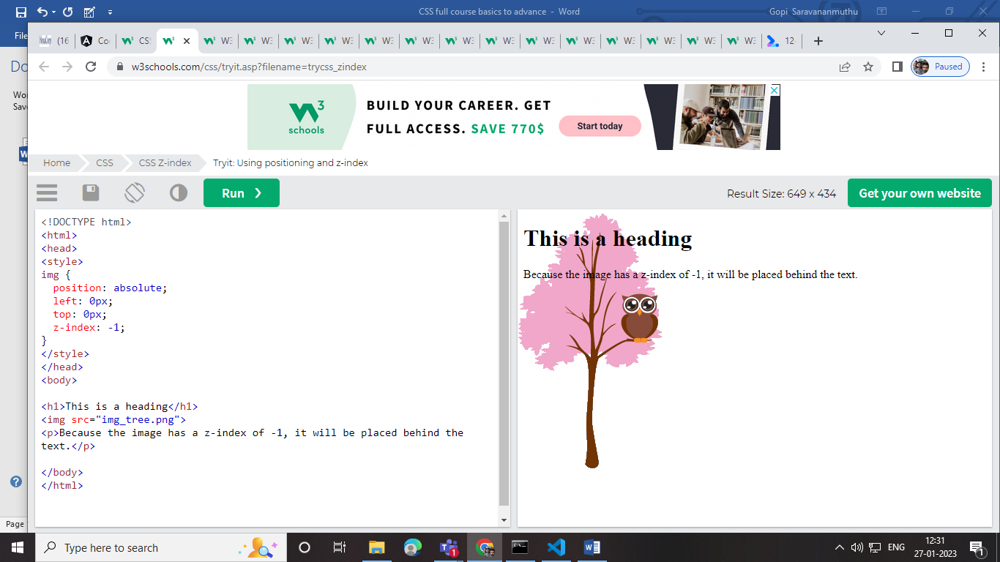 CSS full course basics to advance - Word
Gopi Saravananmuthu
File
(16
Co
CSS
W3
W3
W3
W3
W3
W3
W3
W3
W3
W3
W3
W3
W3
W3
12
w3schools.com/css/tryit.asp?filename=trycss_zindex
Paused
Wor
Save
3
schools
BUILD YOUR CAREER. GET
FULL ACCESS. SAVE 770$
Start today
Home
CSS
CSS Z-index
Tryit: Using positioning and z-index
Run ❯
Result Size: 649 x 434
Get your own website
<!DOCTYPE html>
<html>
<head>
<style>
img {
  position: absolute;
  left: 0px;
  top: 0px;
  z-index: -1;
}
</style>
</head>
<body>

<h1>This is a heading</h1>
<img src="img_tree.png">
<p>Because the image has a z-index of -1, it will be placed behind the
text.</p>

</body>
</html>
This is a heading
Because the image has a z-index of -1, it will be placed behind the text.
Page
Type here to search
1
ENG
12:31
27-01-2023
1